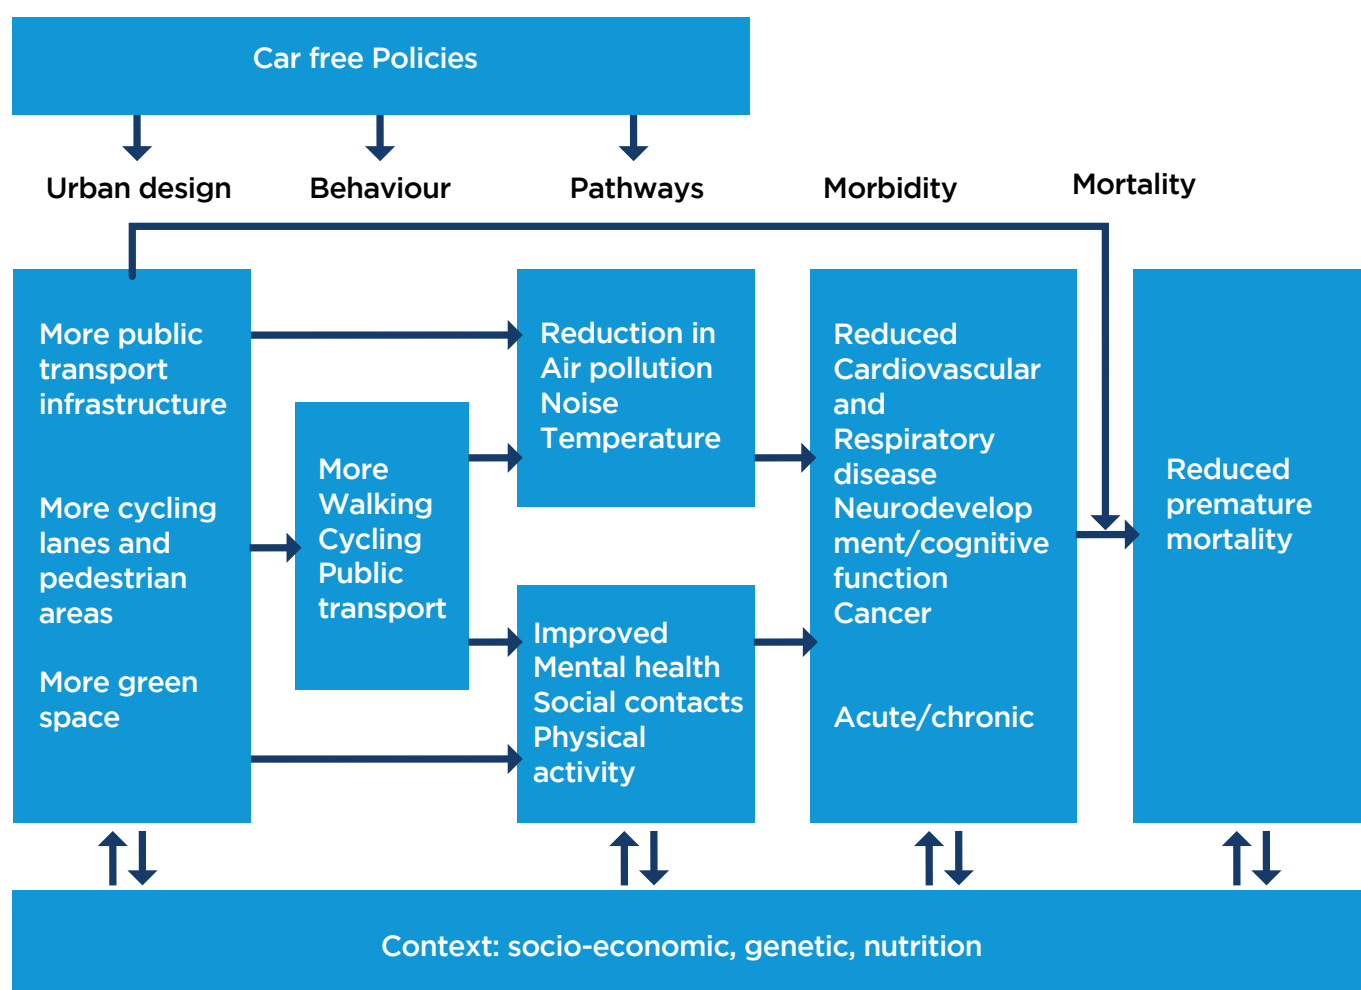 Car free Policies
Urban design
Behaviour
Pathways
Morbidity
Mortality
More public
transport
infrastructure
More cycling
lanes and
pedestrian
areas
More green
space
More
Walking
Cycling
Public
transport
Reduction in
Air pollution
Noise
Temperature
Improved
Mental health
Social contacts
Physical
activity
Reduced
Cardiovascular
and
Respiratory
disease
Neurodevelop
ment/cognitive
function
Cancer
Acute/chronic
Reduced
premature
mortality
Context: socio-economic, genetic, nutrition